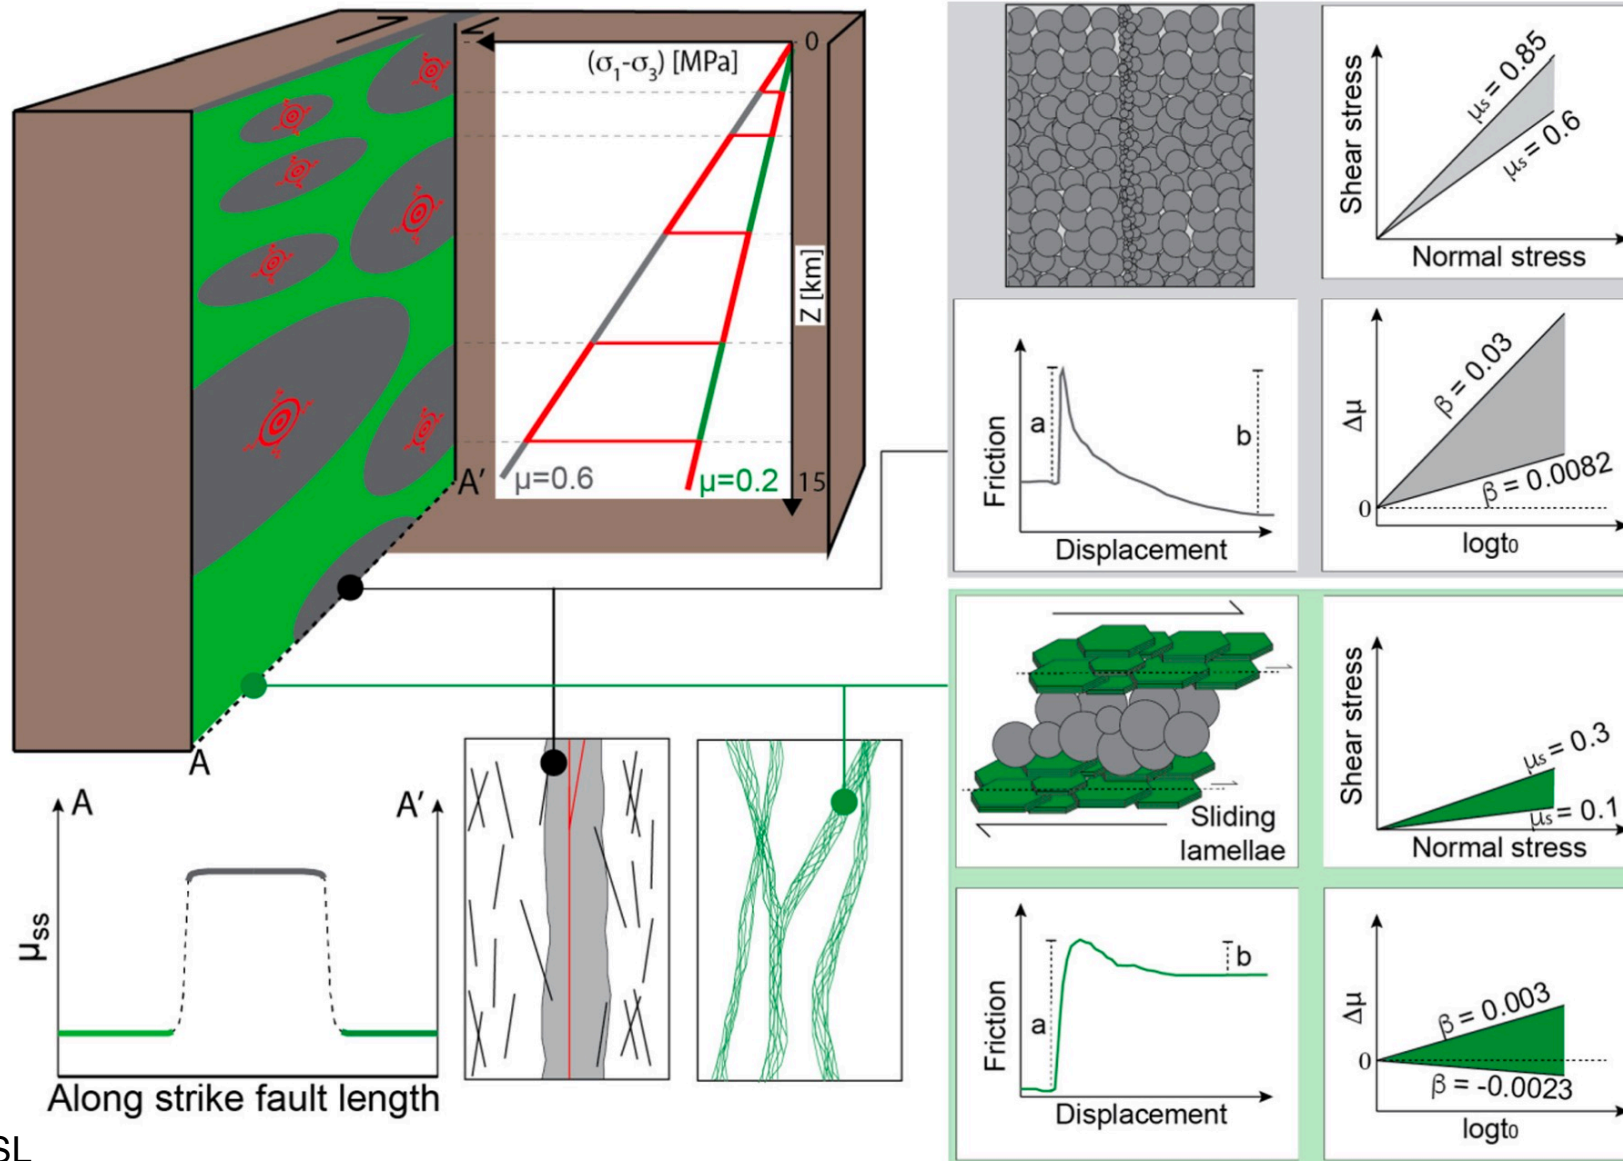 (σ₁-σ₃) [MPa]
0
Z [km]
15
μ=0.6
μ=0.2
A'
A
A
A'
μss
Along strike fault length
SL
Shear stress
μs = 0.85
μs = 0.6
Normal stress
Friction
a
b
Displacement
Δμ
β = 0.03
β = 0.0082
0
logt0
Sliding
lamellae
Shear stress
μs = 0.3
μs = 0.1
Normal stress
Friction
a
b
Displacement
Δμ
β = 0.003
0
β = -0.0023
logt0